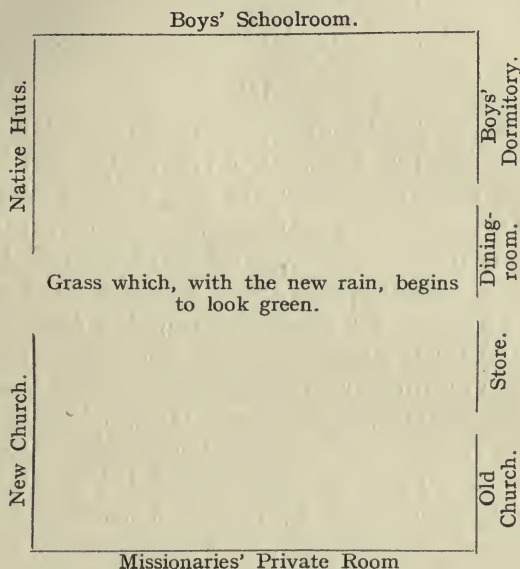 Boys' Schoolroom.
Native Huts.
Boys'
Dormitory.
Dining-
room.
Grass which, with the new rain, begins
to look green.
New Church.
Store.
Old
Church.
Missionaries' Private Room